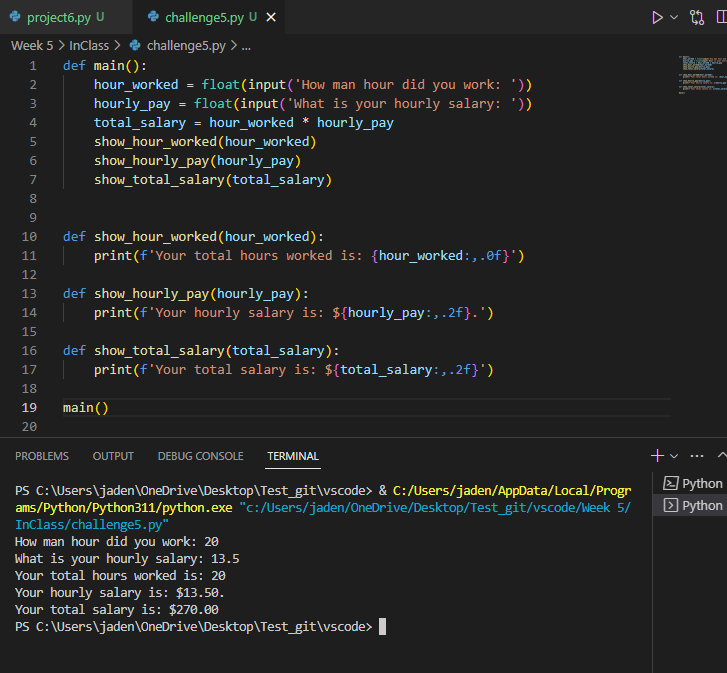 project6.py U
challenge5.py U
Week 5 > InClass > challenge5.py > ...
1 def main():
2 hour_worked = float(input('How man hour did you work: '))
3 hourly_pay = float(input('What is your hourly salary: '))
4 total_salary = hour_worked * hourly_pay
5 show_hour_worked(hour_worked)
6 show_hourly_pay(hourly_pay)
7 show_total_salary(total_salary)
8
9
10 def show_hour_worked(hour_worked):
11 print(f'Your total hours worked is: {hour_worked:,.0f}')
12
13 def show_hourly_pay(hourly_pay):
14 print(f'Your hourly salary is: ${hourly_pay:,.2f}.')
15
16 def show_total_salary(total_salary):
17 print(f'Your total salary is: ${total_salary:,.2f}')
18
19 main()
20
PROBLEMS OUTPUT DEBUG CONSOLE TERMINAL
PS C:\Users\jaden\OneDrive\Desktop\Test_git\vscode> & C:/Users/jaden/AppData/Local/Progr
ams/Python/Python311/python.exe "c:/Users/jaden/OneDrive/Desktop/Test_git/vscode/Week 5/
InClass/challenge5.py"
How man hour did you work: 20
What is your hourly salary: 13.5
Your total hours worked is: 20
Your hourly salary is: $13.50.
Your total salary is: $270.00
PS C:\Users\jaden\OneDrive\Desktop\Test_git\vscode>
Python
Python